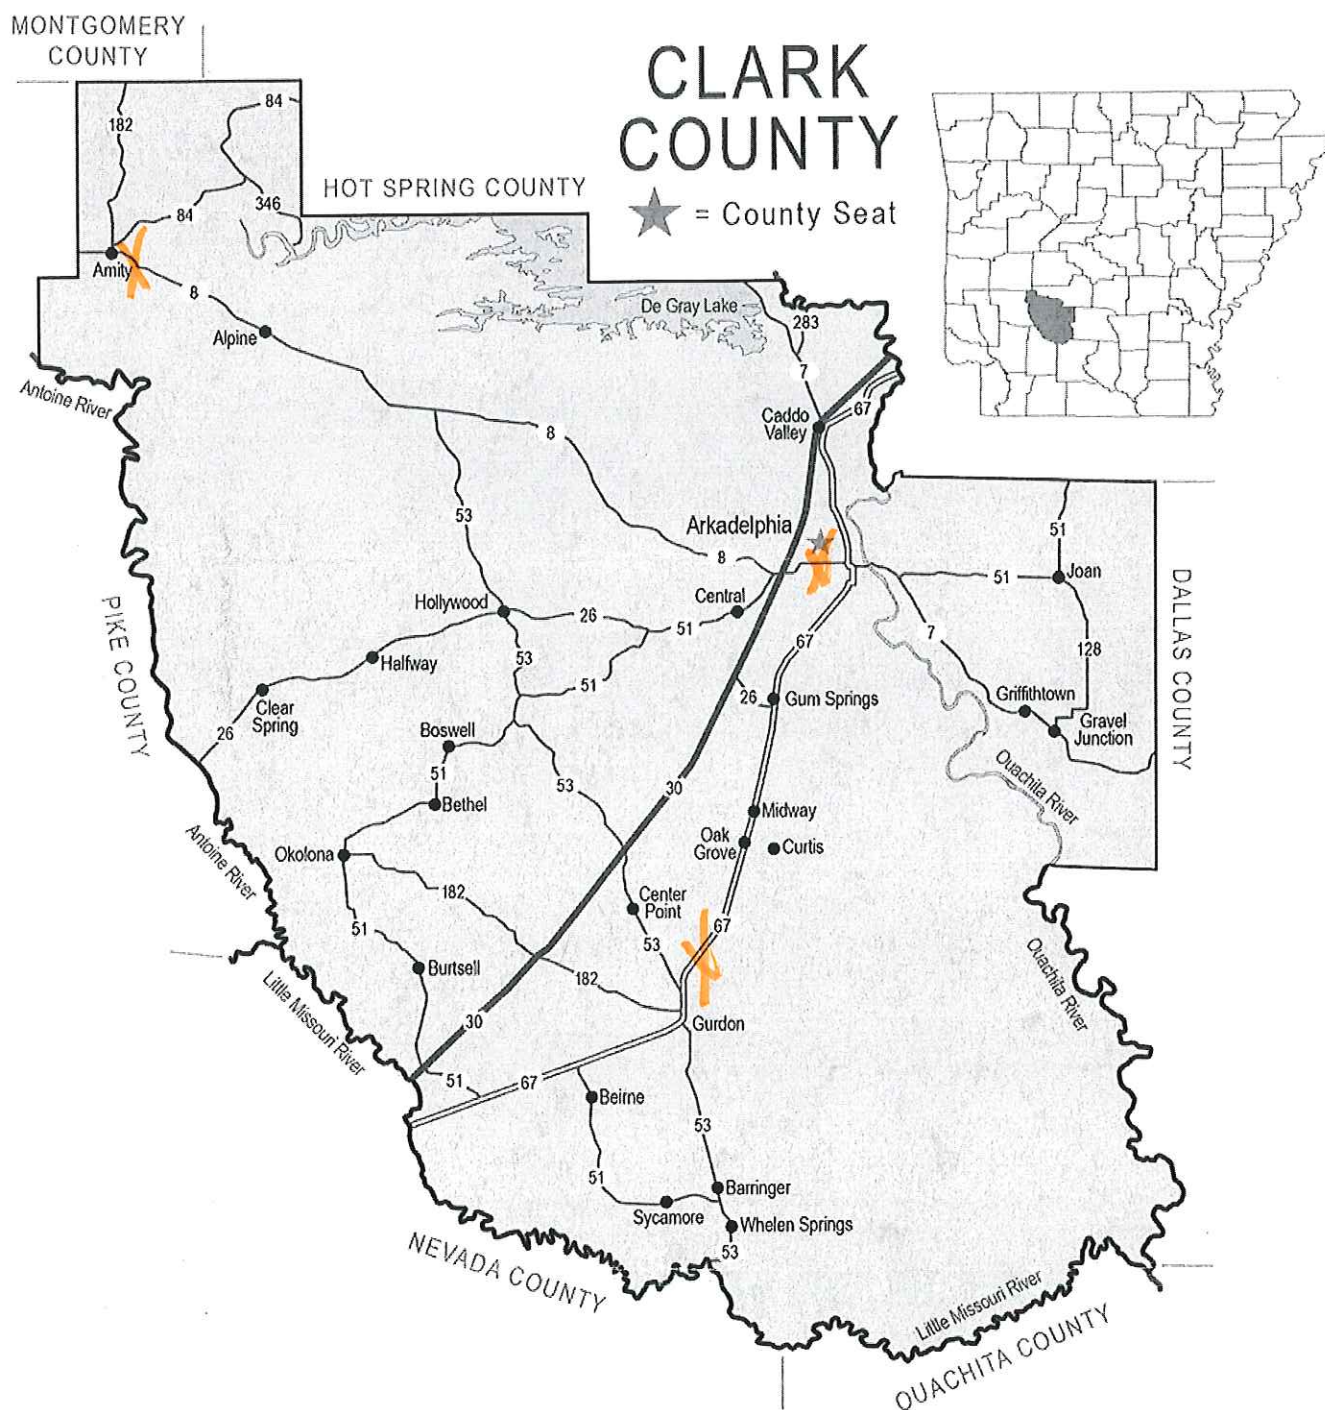 MONTGOMERY
COUNTY
CLARK
COUNTY
= County Seat
HOT SPRING COUNTY
84
182
84
346
Amity
8
Alpine
De Gray Lake
283
7
Caddo
Valley
67
Antoine River
8
53
Arkadelphia
8
51
51
Joan
Hollywood
26
Central
51
DALLAS COUNTY
PIKE COUNTY
Halfway
53
67
7
128
51
Clear
Spring
26
26
Gum Springs
Griffithtown
Gravel
Junction
Boswell
51
53
30
Ouachita River
Bethel
Midway
Oak
Grove
Curtis
Antoine River
Okolona
182
Center
Point
67
51
53
Ouachita River
Burtsell
182
Little Missouri River
30
Gurdon
51
67
Beirne
53
51
Barringer
Sycamore
Whelen Springs
53
NEVADA COUNTY
Little Missouri River
OUACHITA COUNTY